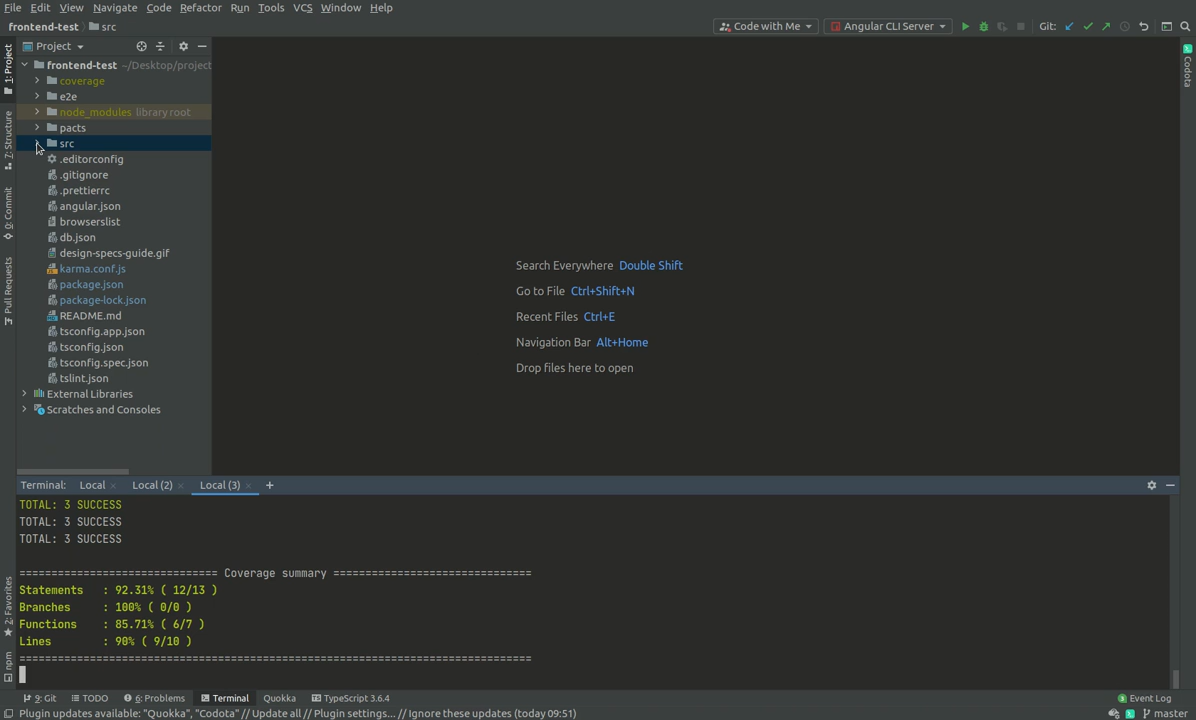 File Edit View Navigate Code Refactor Run Tools VCS Window Help
frontend-test src
Code with Me
Angular CLI Server
Git:
1: Project
7: Structure
0: Commit
Pull Requests
2: Favorites
npm
Project
frontend-test ~/Desktop/project
coverage
e2e
node_modules library root
pacts
src
.editorconfig
.gitignore
.prettierrc
angular.json
browserslist
db.json
design-specs-guide.gif
karma.conf.js
package.json
package-lock.json
README.md
tsconfig.app.json
tsconfig.json
tsconfig.spec.json
tslint.json
External Libraries
Scratches and Consoles
Search Everywhere Double Shift
Go to File Ctrl+Shift+N
Recent Files Ctrl+E
Navigation Bar Alt+Home
Drop files here to open
Codota
Terminal: Local × Local (2) × Local (3) × +
TOTAL: 3 SUCCESS
TOTAL: 3 SUCCESS
TOTAL: 3 SUCCESS
=============================== Coverage summary ===============================
Statements : 92.31% ( 12/13 )
Branches : 100% ( 0/0 )
Functions : 85.71% ( 6/7 )
Lines : 90% ( 9/10 )
================================================================================
9: Git TODO 6: Problems Terminal Quokka TypeScript 3.6.4 Event Log
Plugin updates available: "Quokka", "Codota" // Update all // Plugin settings... // Ignore these updates (today 09:51) master